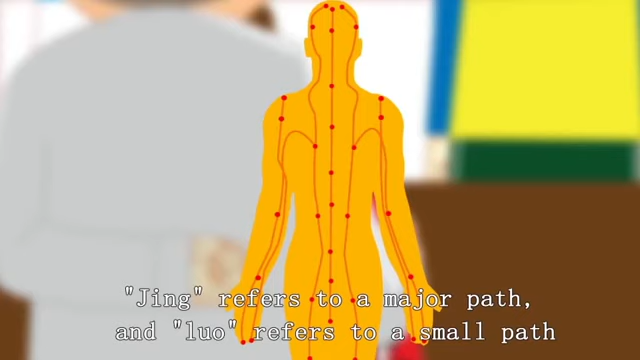 "Jing" refers to a major path,
and "luo" refers to a small path